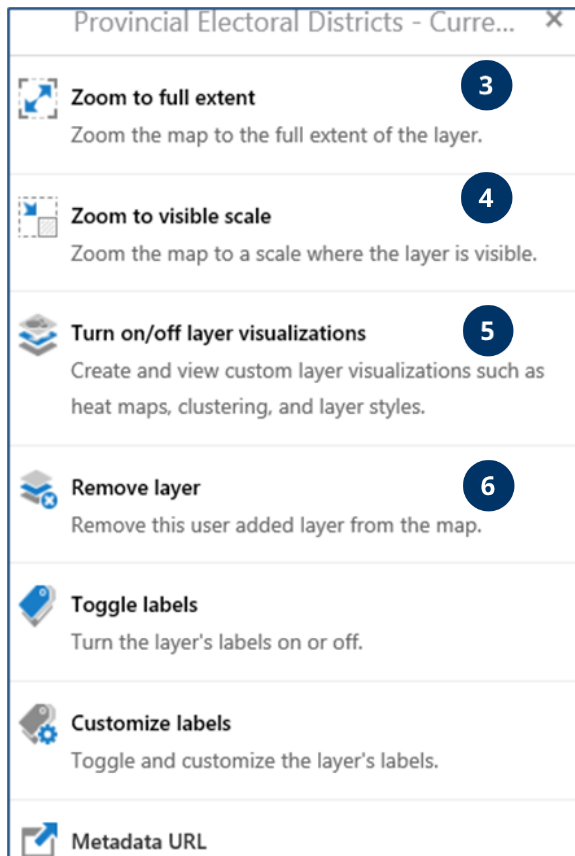 Provincial Electoral Districts - Curre... ×
Zoom to full extent 3
Zoom the map to the full extent of the layer.
Zoom to visible scale 4
Zoom the map to a scale where the layer is visible.
Turn on/off layer visualizations 5
Create and view custom layer visualizations such as
heat maps, clustering, and layer styles.
Remove layer 6
Remove this user added layer from the map.
Toggle labels
Turn the layer's labels on or off.
Customize labels
Toggle and customize the layer's labels.
Metadata URL